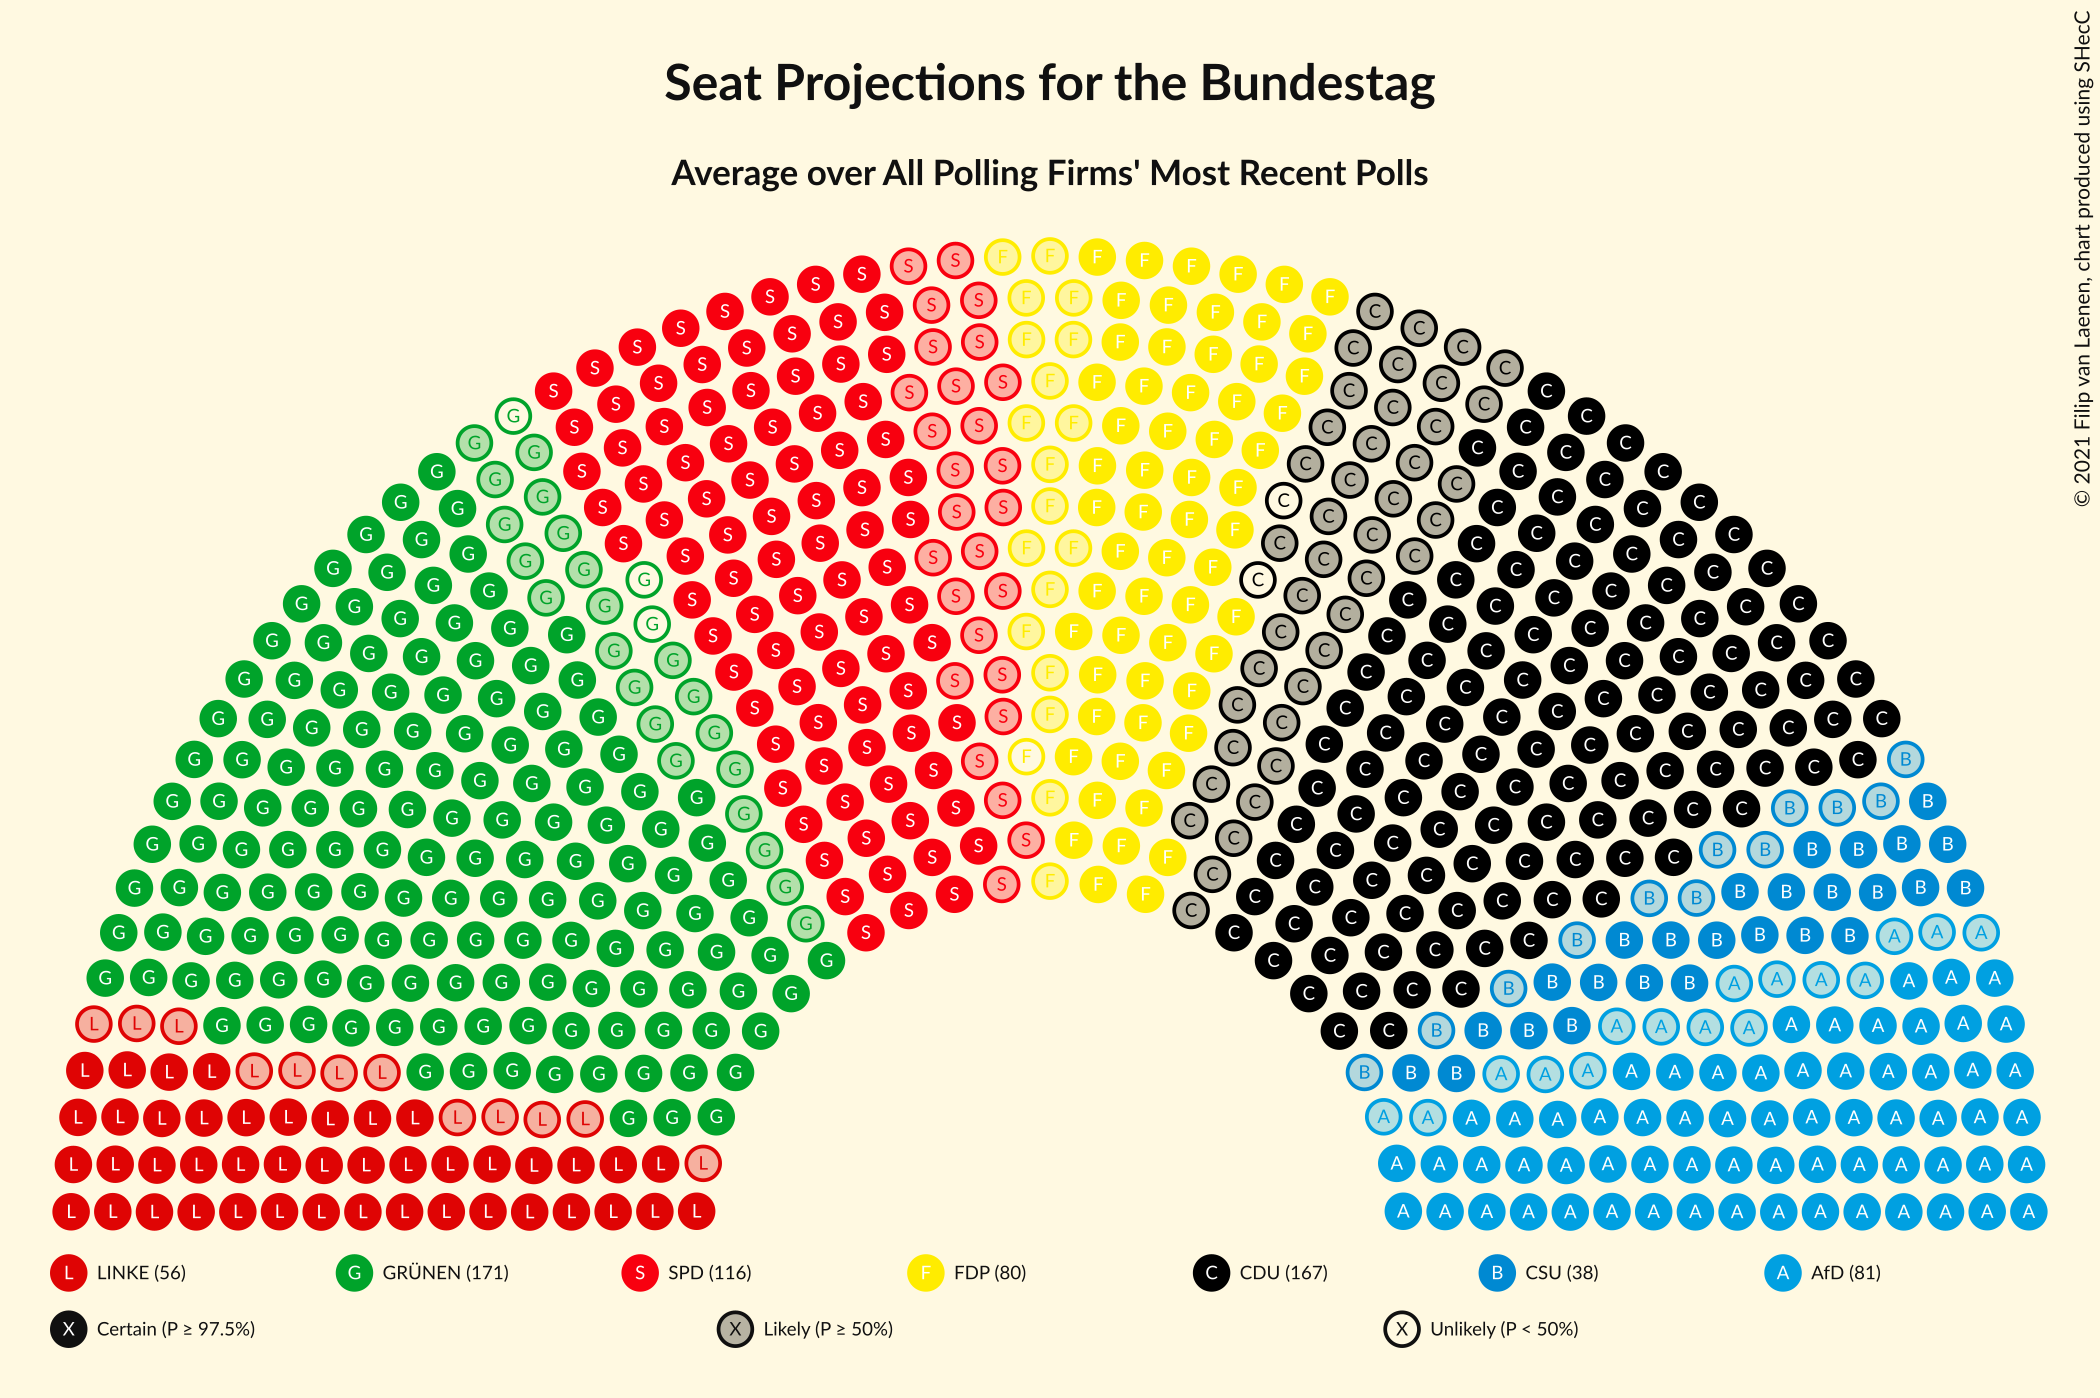 Seat Projections for the Bundestag
Average over All Polling Firms' Most Recent Polls
© 2021 Filip van Laenen, chart produced using SHecC
L LINKE (56) G GRÜNEN (171) S SPD (116) F FDP (80) C CDU (167) B CSU (38) A AfD (81)
X Certain (P ≥ 97.5%) X Likely (P ≥ 50%) X Unlikely (P < 50%)